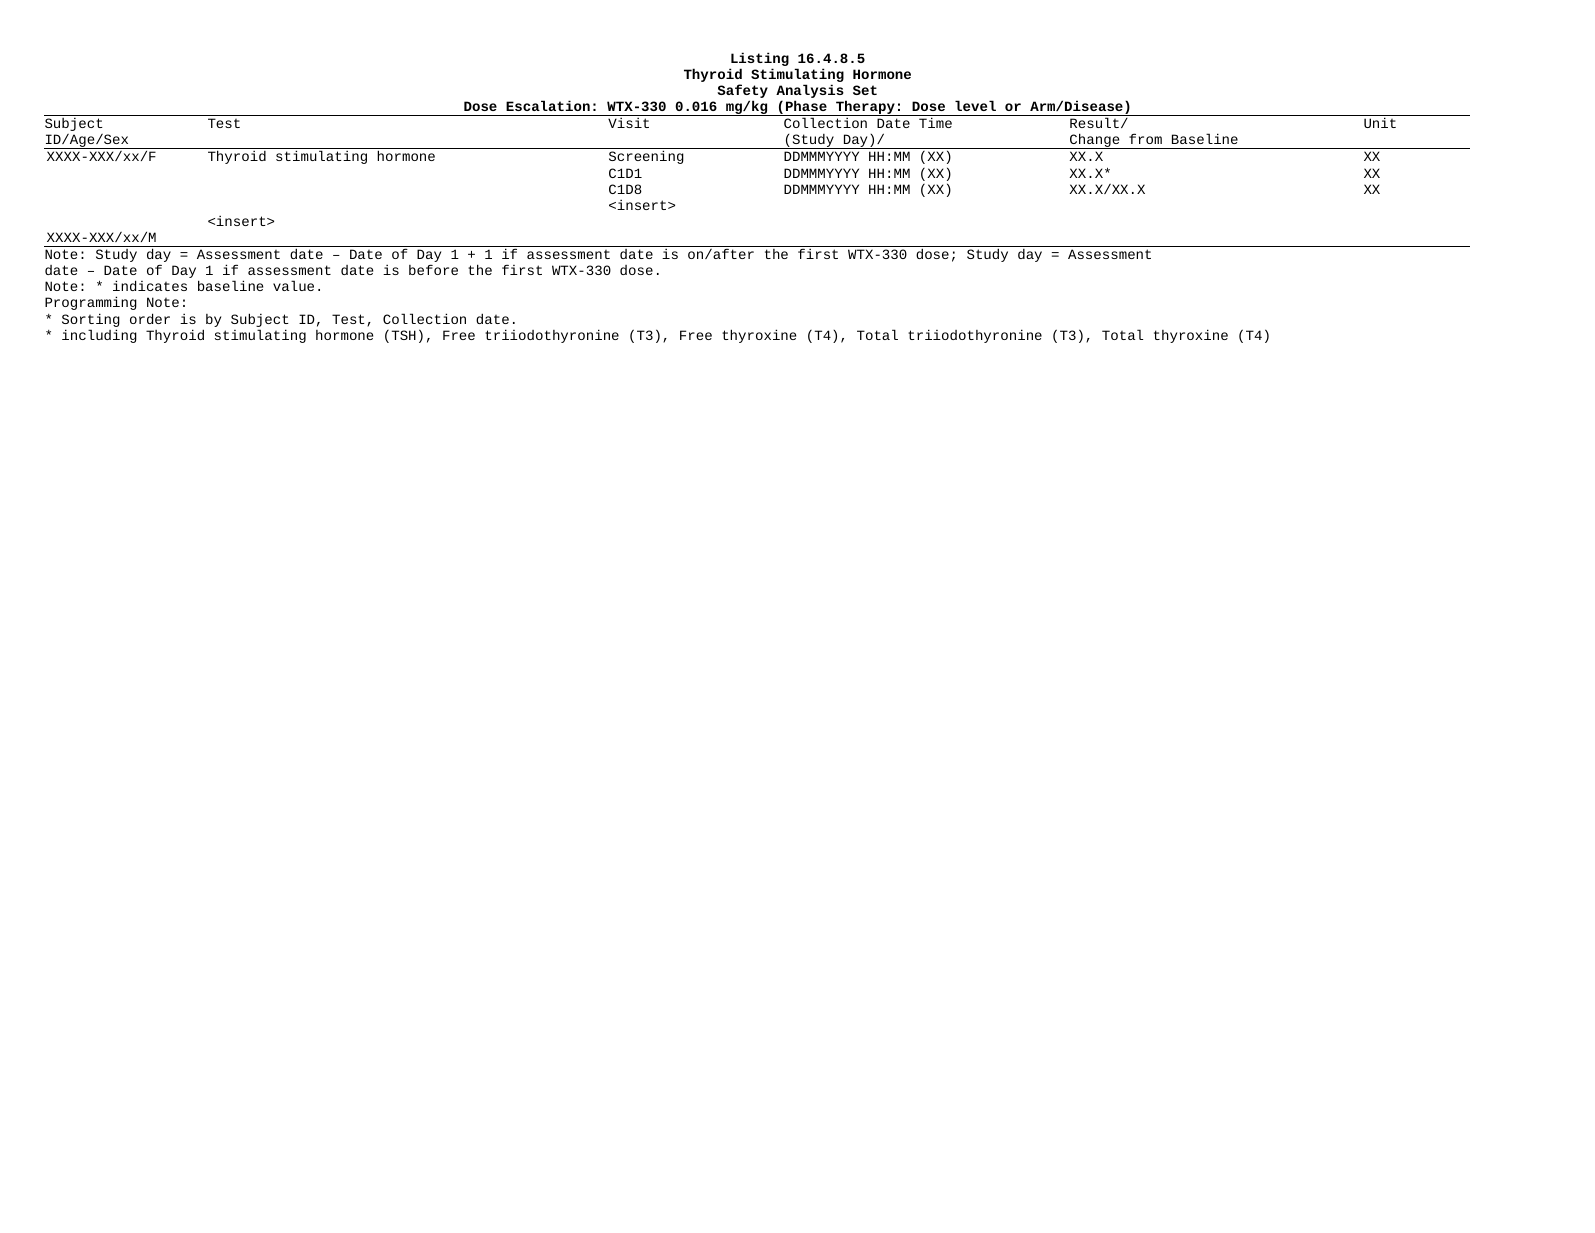 Listing 16.4.8.5
Thyroid Stimulating Hormone
Safety Analysis Set
Dose Escalation: WTX-330 0.016 mg/kg (Phase Therapy: Dose level or Arm/Disease)
Subject Test Visit Collection Date Time Result/ Unit
ID/Age/Sex (Study Day)/ Change from Baseline
XXXX-XXX/xx/F Thyroid stimulating hormone Screening DDMMMYYYY HH:MM (XX) XX.X XX
C1D1 DDMMMYYYY HH:MM (XX) XX.X* XX
C1D8 DDMMMYYYY HH:MM (XX) XX.X/XX.X XX
<insert>
<insert>
XXXX-XXX/xx/M
Note: Study day = Assessment date – Date of Day 1 + 1 if assessment date is on/after the first WTX-330 dose; Study day = Assessment
date – Date of Day 1 if assessment date is before the first WTX-330 dose.
Note: * indicates baseline value.
Programming Note:
* Sorting order is by Subject ID, Test, Collection date.
* including Thyroid stimulating hormone (TSH), Free triiodothyronine (T3), Free thyroxine (T4), Total triiodothyronine (T3), Total thyroxine (T4)